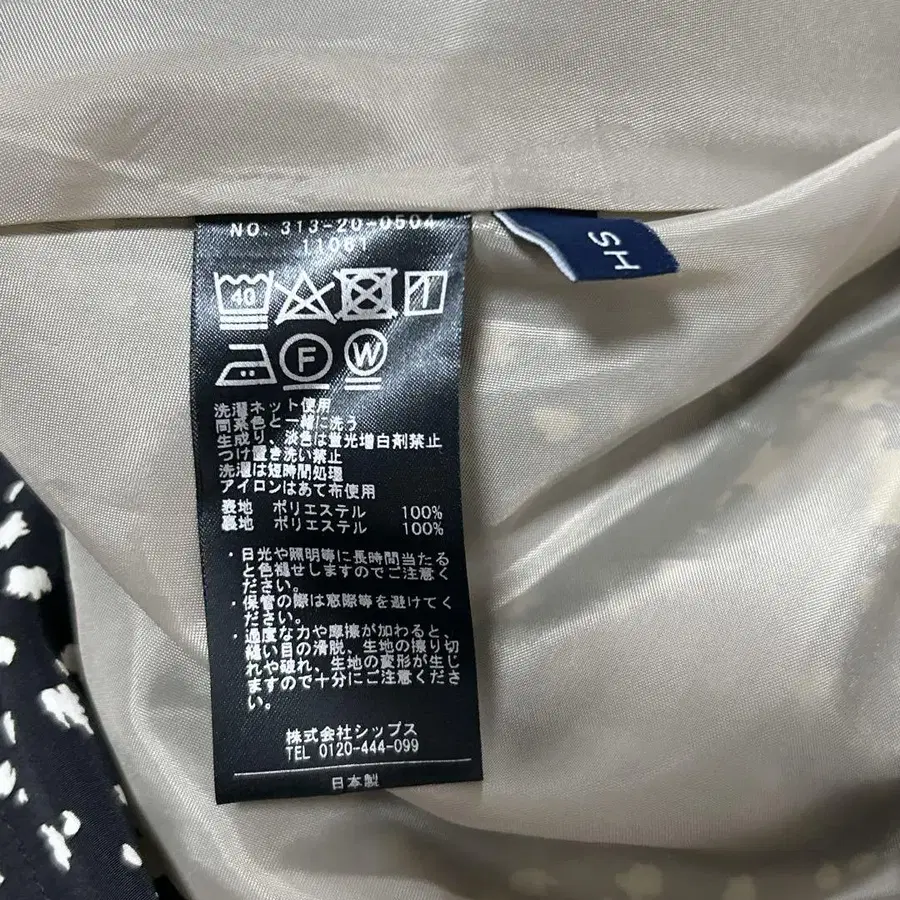 NO. 313-20-0504
11061
SH
40
F W
洗濯ネット使用
同系色と一緒に洗う
生成り、淡色は蛍光増白剤禁止
つけ置き洗い禁止
洗濯は短時間処理
アイロンはあて布使用
表地 ポリエステル 100%
裏地 ポリエステル 100%
・日光や照明等に長時間当たる
と色褪せしますのでご注意く
ださい。
・保管の際は窓際等を避けてく
ださい。
・過度な力や摩擦が加わると、
縫い目の滑脱、生地の擦り切
れや破れ、生地の変形が生じ
ますので十分にご注意くださ
い。
株式会社シップス
TEL 0120-444-099
日本製